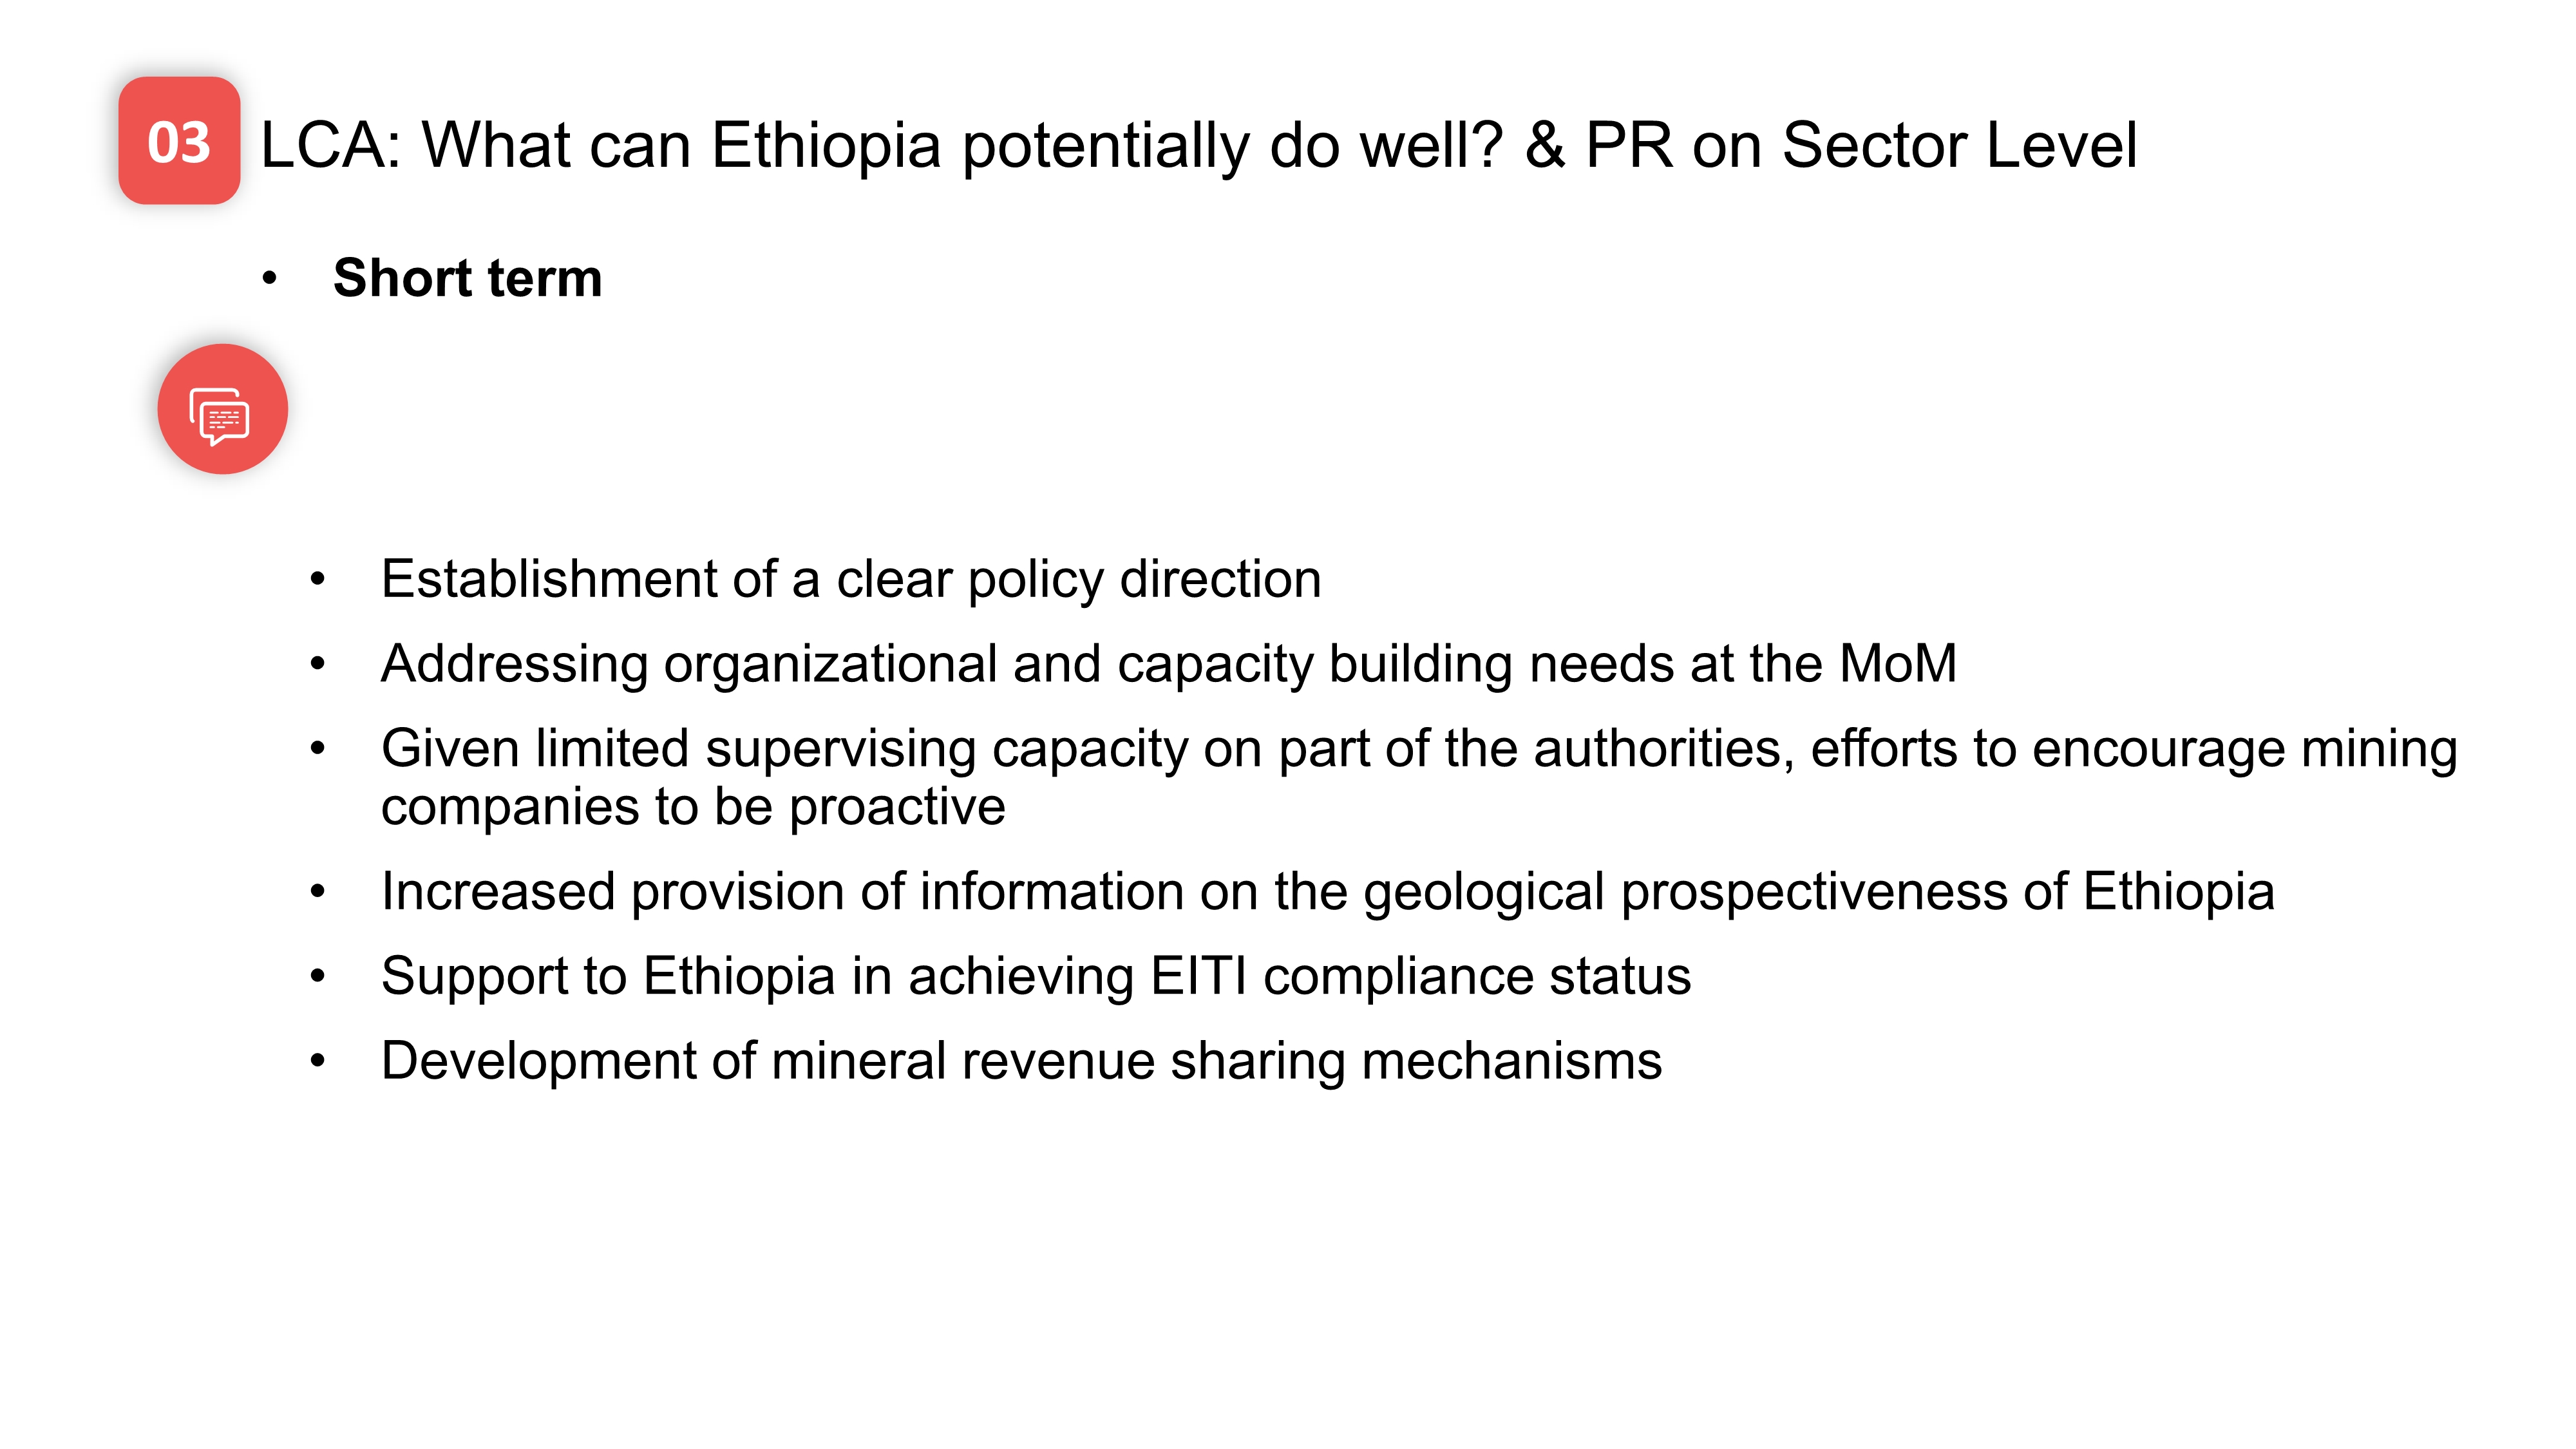 03
LCA: What can Ethiopia potentially do well? & PR on Sector Level
• Short term
• Establishment of a clear policy direction
• Addressing organizational and capacity building needs at the MoM
• Given limited supervising capacity on part of the authorities, efforts to encourage mining
companies to be proactive
• Increased provision of information on the geological prospectiveness of Ethiopia
• Support to Ethiopia in achieving EITI compliance status
• Development of mineral revenue sharing mechanisms